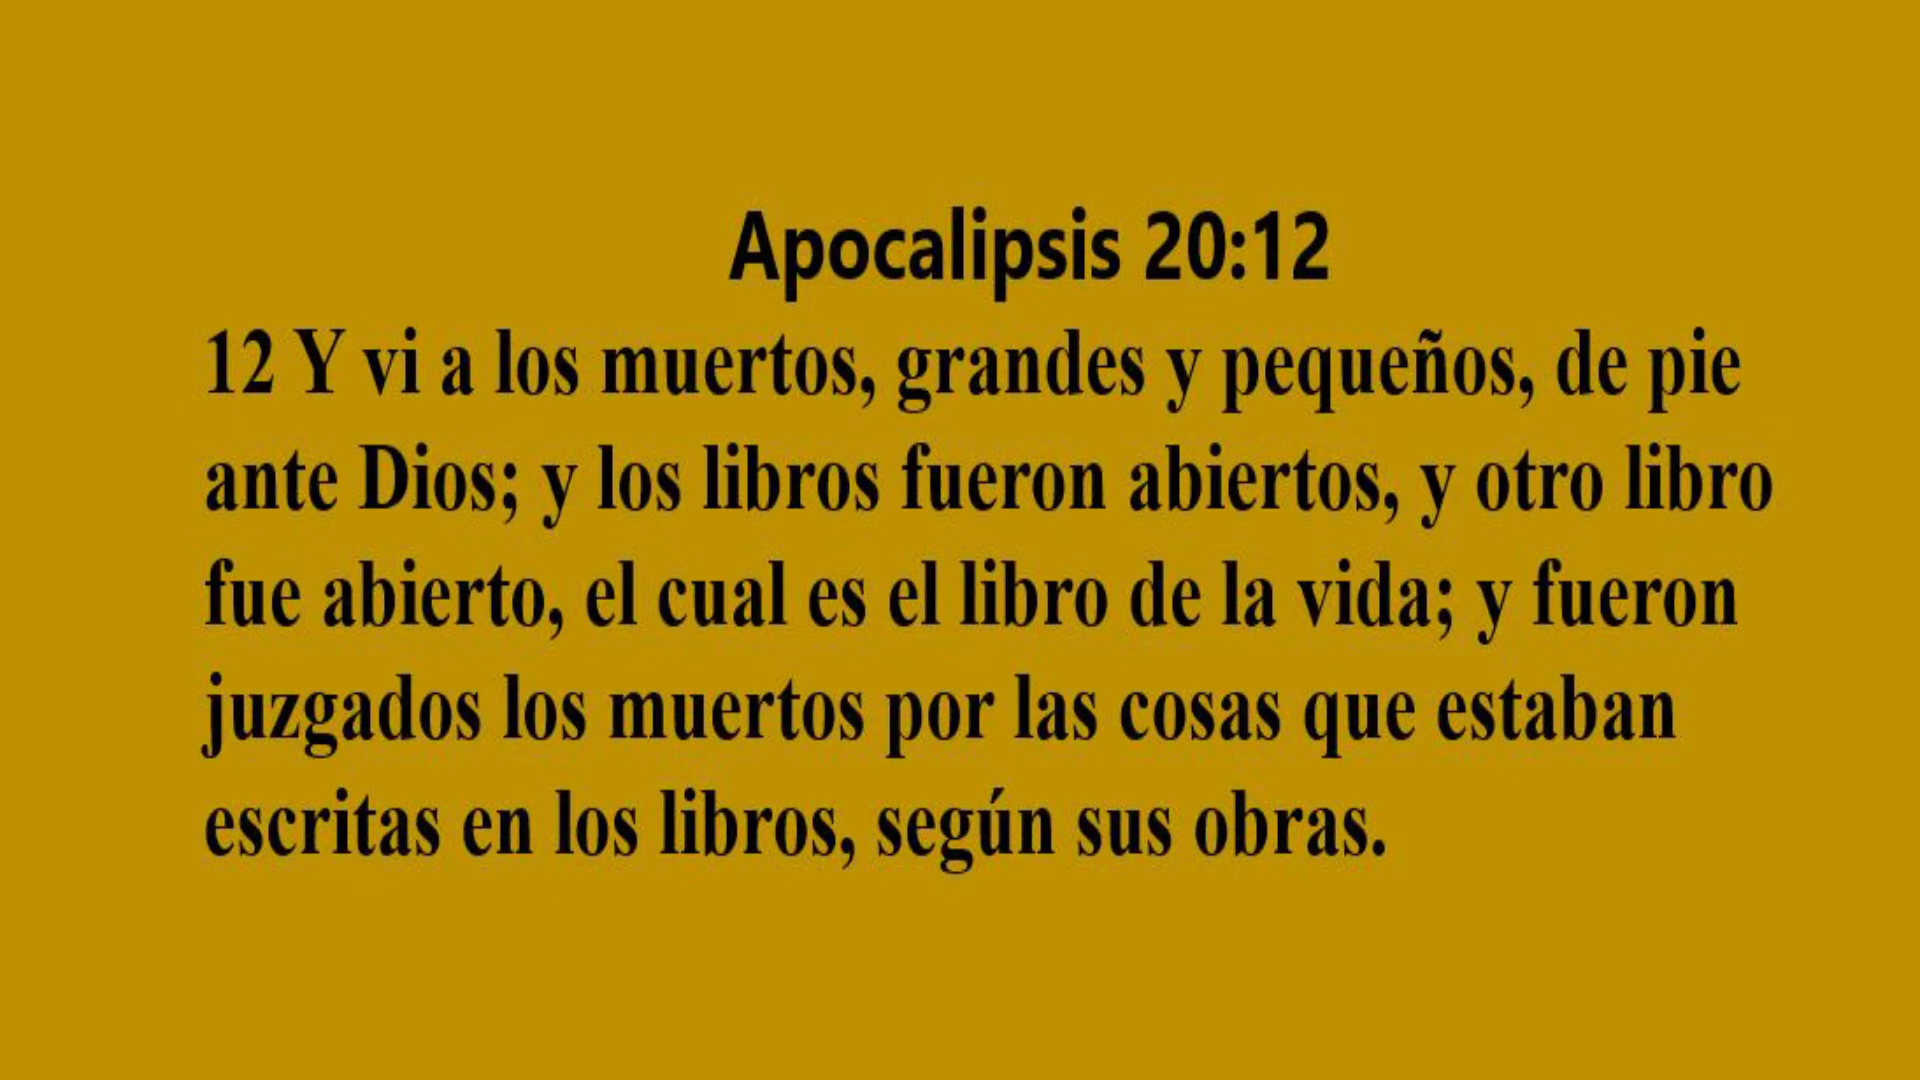 Apocalipsis 20:12
12 Y vi a los muertos, grandes y pequeños, de pie
ante Dios; y los libros fueron abiertos, y otro libro
fue abierto, el cual es el libro de la vida; y fueron
juzgados los muertos por las cosas que estaban
escritas en los libros, según sus obras.